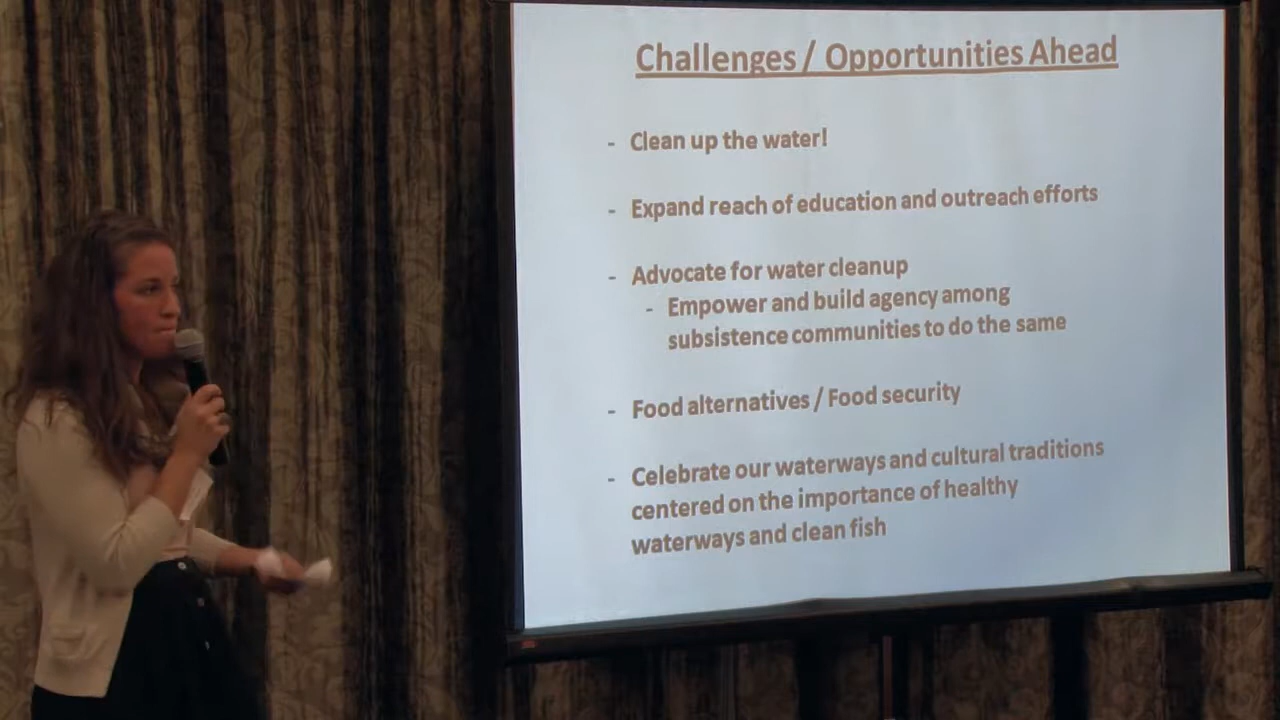 Challenges / Opportunities Ahead
- Clean up the water!
- Expand reach of education and outreach efforts
- Advocate for water cleanup
- Empower and build agency among
subsistence communities to do the same
- Food alternatives / Food security
- Celebrate our waterways and cultural traditions
centered on the importance of healthy
waterways and clean fish